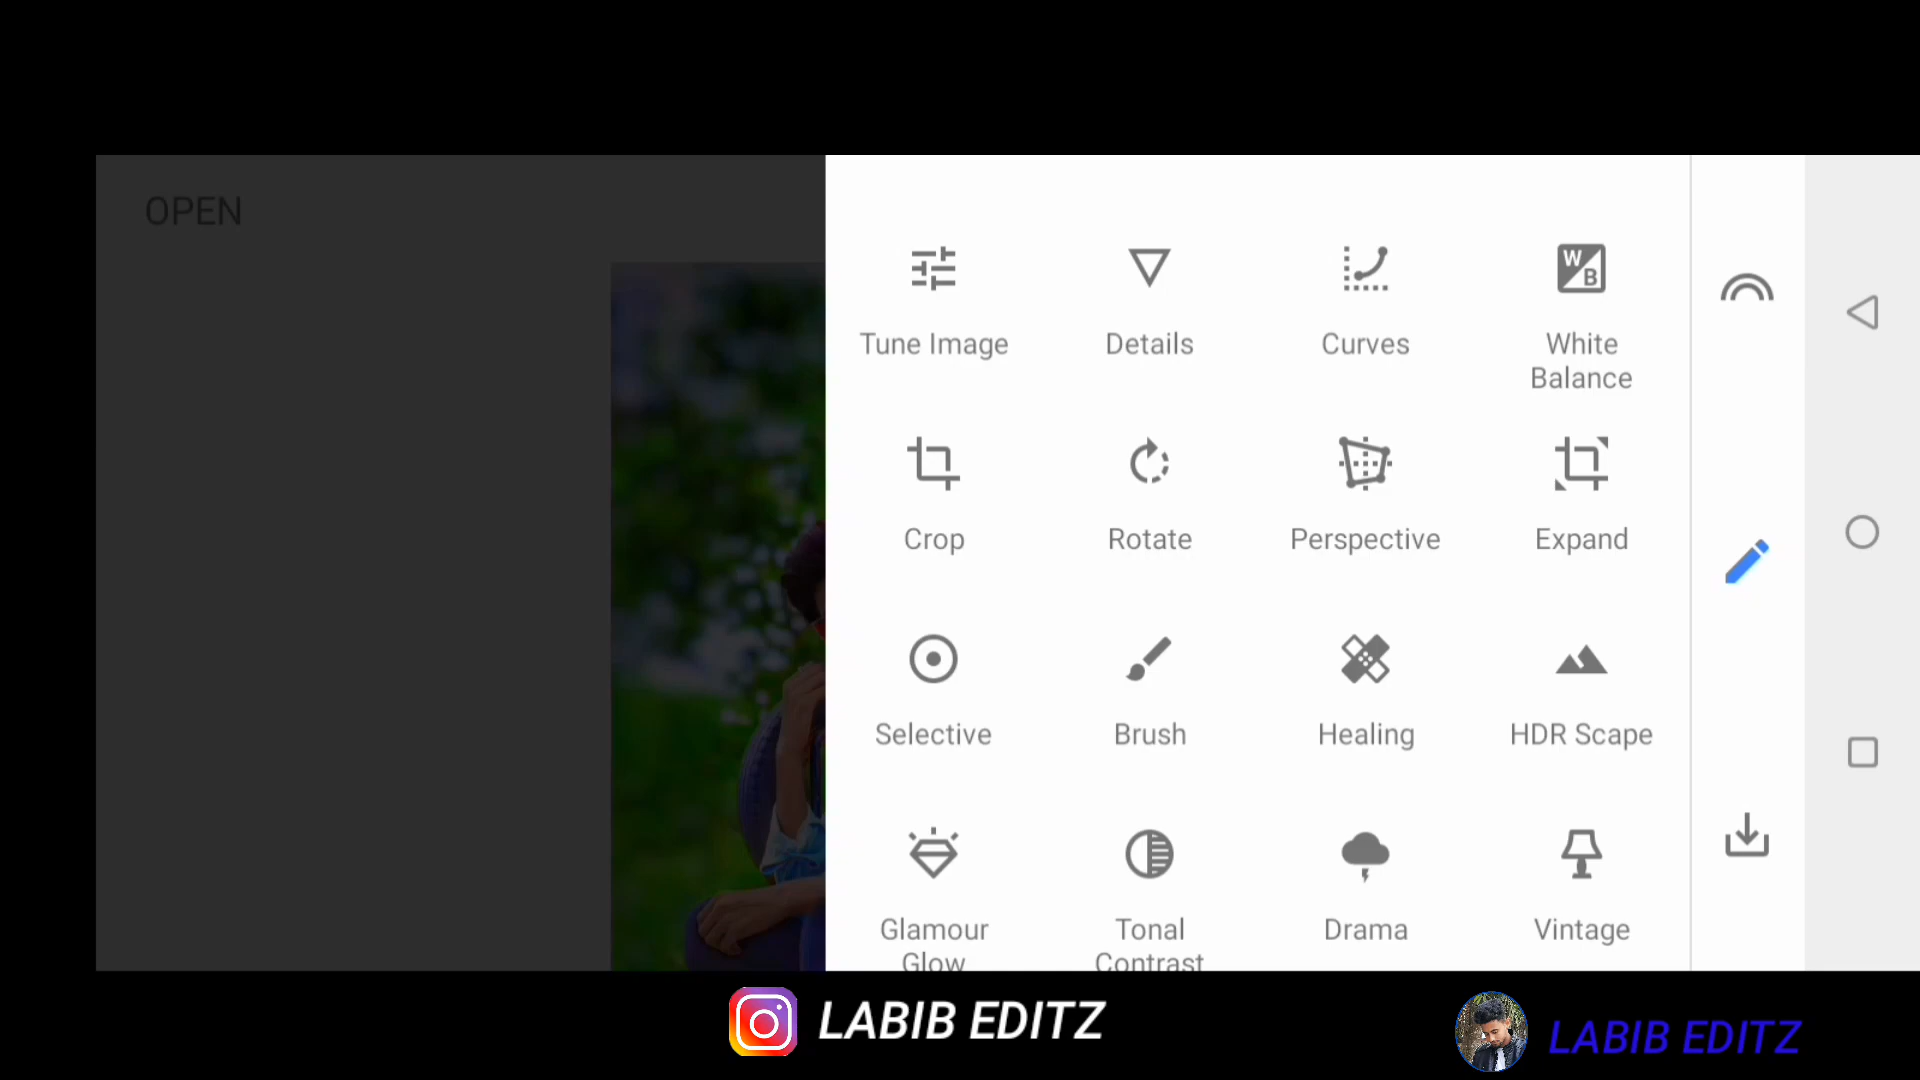 OPEN
Tune Image
Details
Curves
White
Balance
Crop
Rotate
Perspective
Expand
Selective
Brush
Healing
HDR Scape
Glamour
Glow
Tonal
Contrast
Drama
Vintage
LABIB EDITZ
LABIB EDITZ